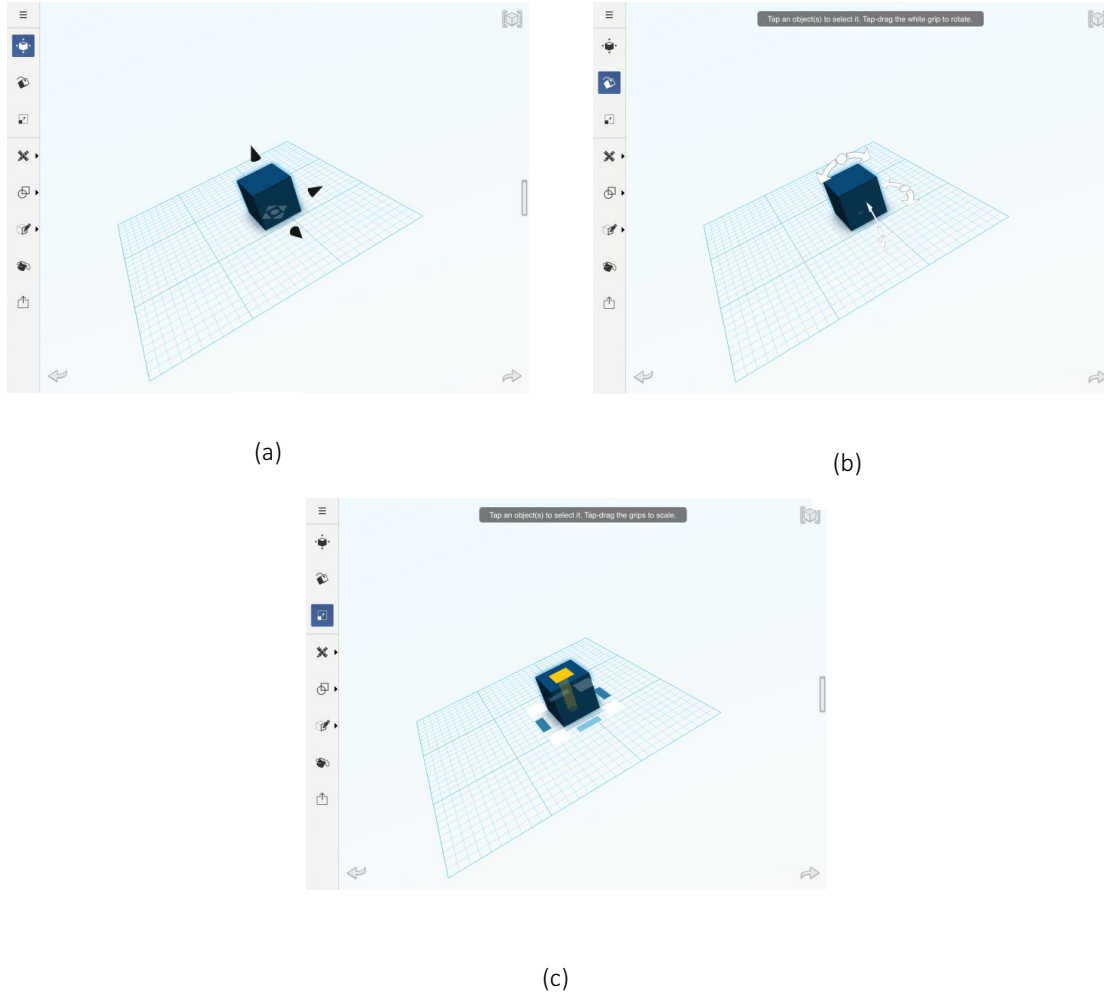 Tap an object(s) to select it. Tap-drag the white grip to rotate.
(a)
(b)
Tap an object(s) to select it. Tap-drag the grips to scale.
(c)